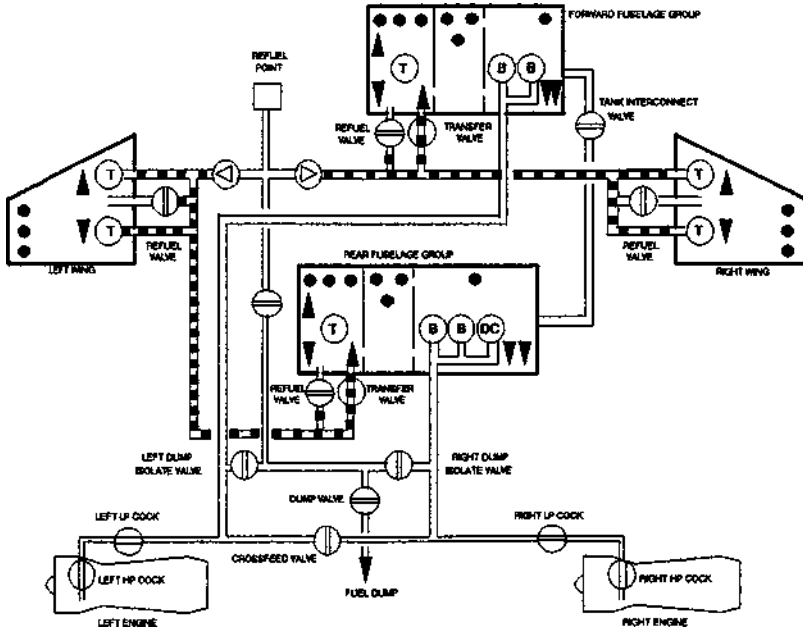 FORWARD FUSELAGE GROUP
REFUEL
POINT
T
B
B
TANK INTERCONNECT
VALVE
REFUEL
VALVE
TRANSFER
VALVE
T
T
T
T
REFUEL
VALVE
REFUEL
VALVE
LEFT WING
RIGHT WING
REAR FUSELAGE GROUP
T
B
B
DC
REFUEL
VALVE
TRANSFER
VALVE
LEFT DUMP
ISOLATE VALVE
RIGHT DUMP
ISOLATE VALVE
DUMP VALVE
LEFT LP COCK
RIGHT LP COCK
CROSSFEED VALVE
LEFT HP COCK
RIGHT HP COCK
FUEL DUMP
LEFT ENGINE
RIGHT ENGINE